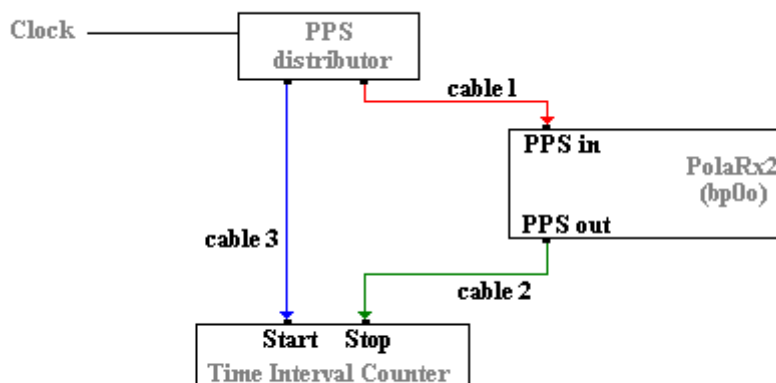 Clock
PPS
distributor
cable 1
PPS in
PolaRx2
(bp0o)
PPS out
cable 3
cable 2
Start Stop
Time Interval Counter